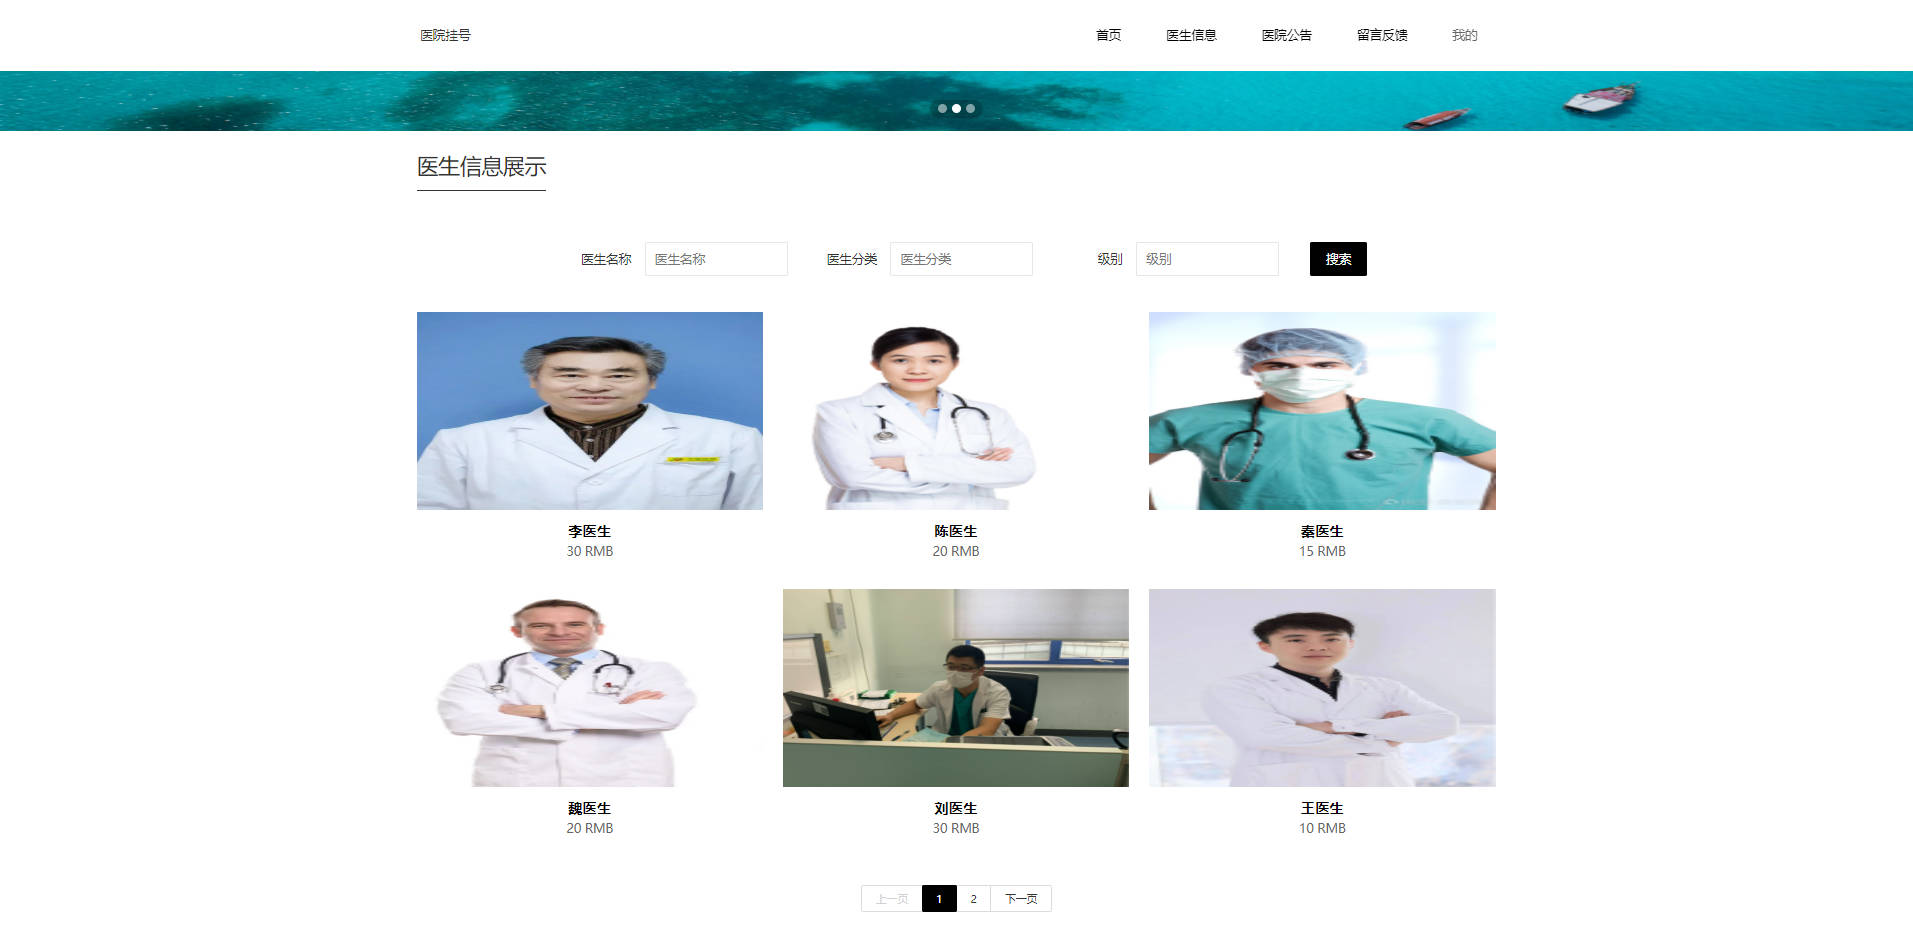 医院挂号
首页 医生信息 医院公告 留言反馈 我的
医生信息展示
医生名称 医生名称 医生分类 医生分类 级别 级别 搜索
李医生 陈医生 秦医生
30 RMB 20 RMB 15 RMB
魏医生 刘医生 王医生
20 RMB 30 RMB 10 RMB
上一页 1 2 下一页